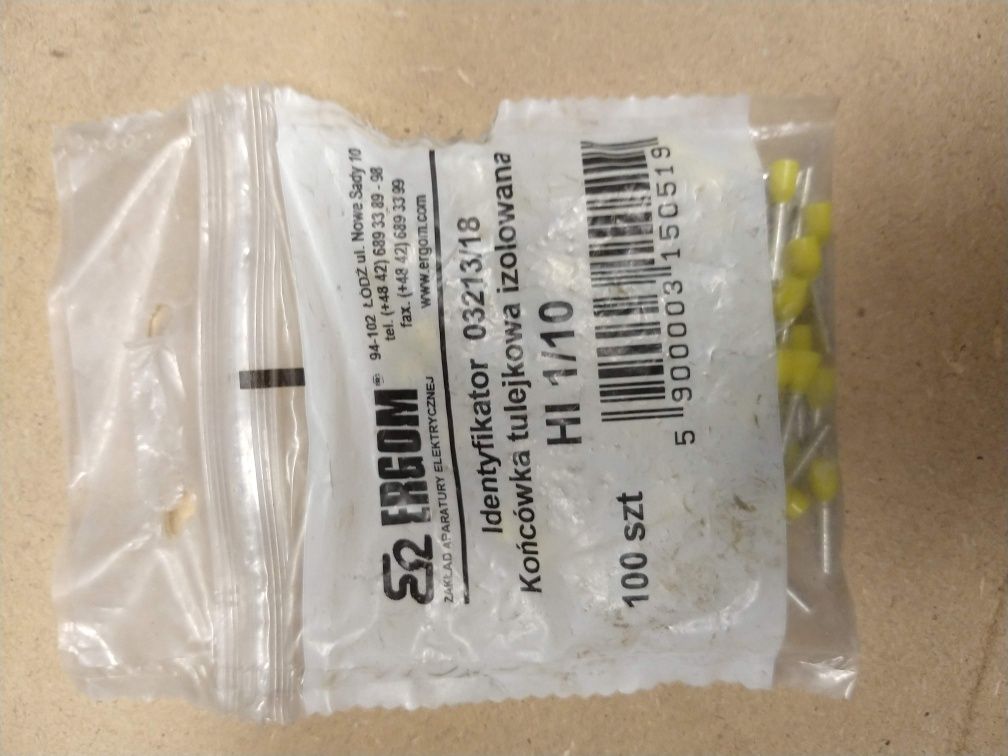 ERGOM
ZAKŁAD APARATURY ELEKTRYCZNEJ
94-102 ŁÓDŹ ul. Nowe Sady 10
tel. (+48 42) 689 33 89 - 98
fax. (+48 42) 689 33 99
www.ergom.com
Identyfikator 03213/18
Końcówka tulejkowa izolowana
HI 1/10
5 900003 150519
100 szt